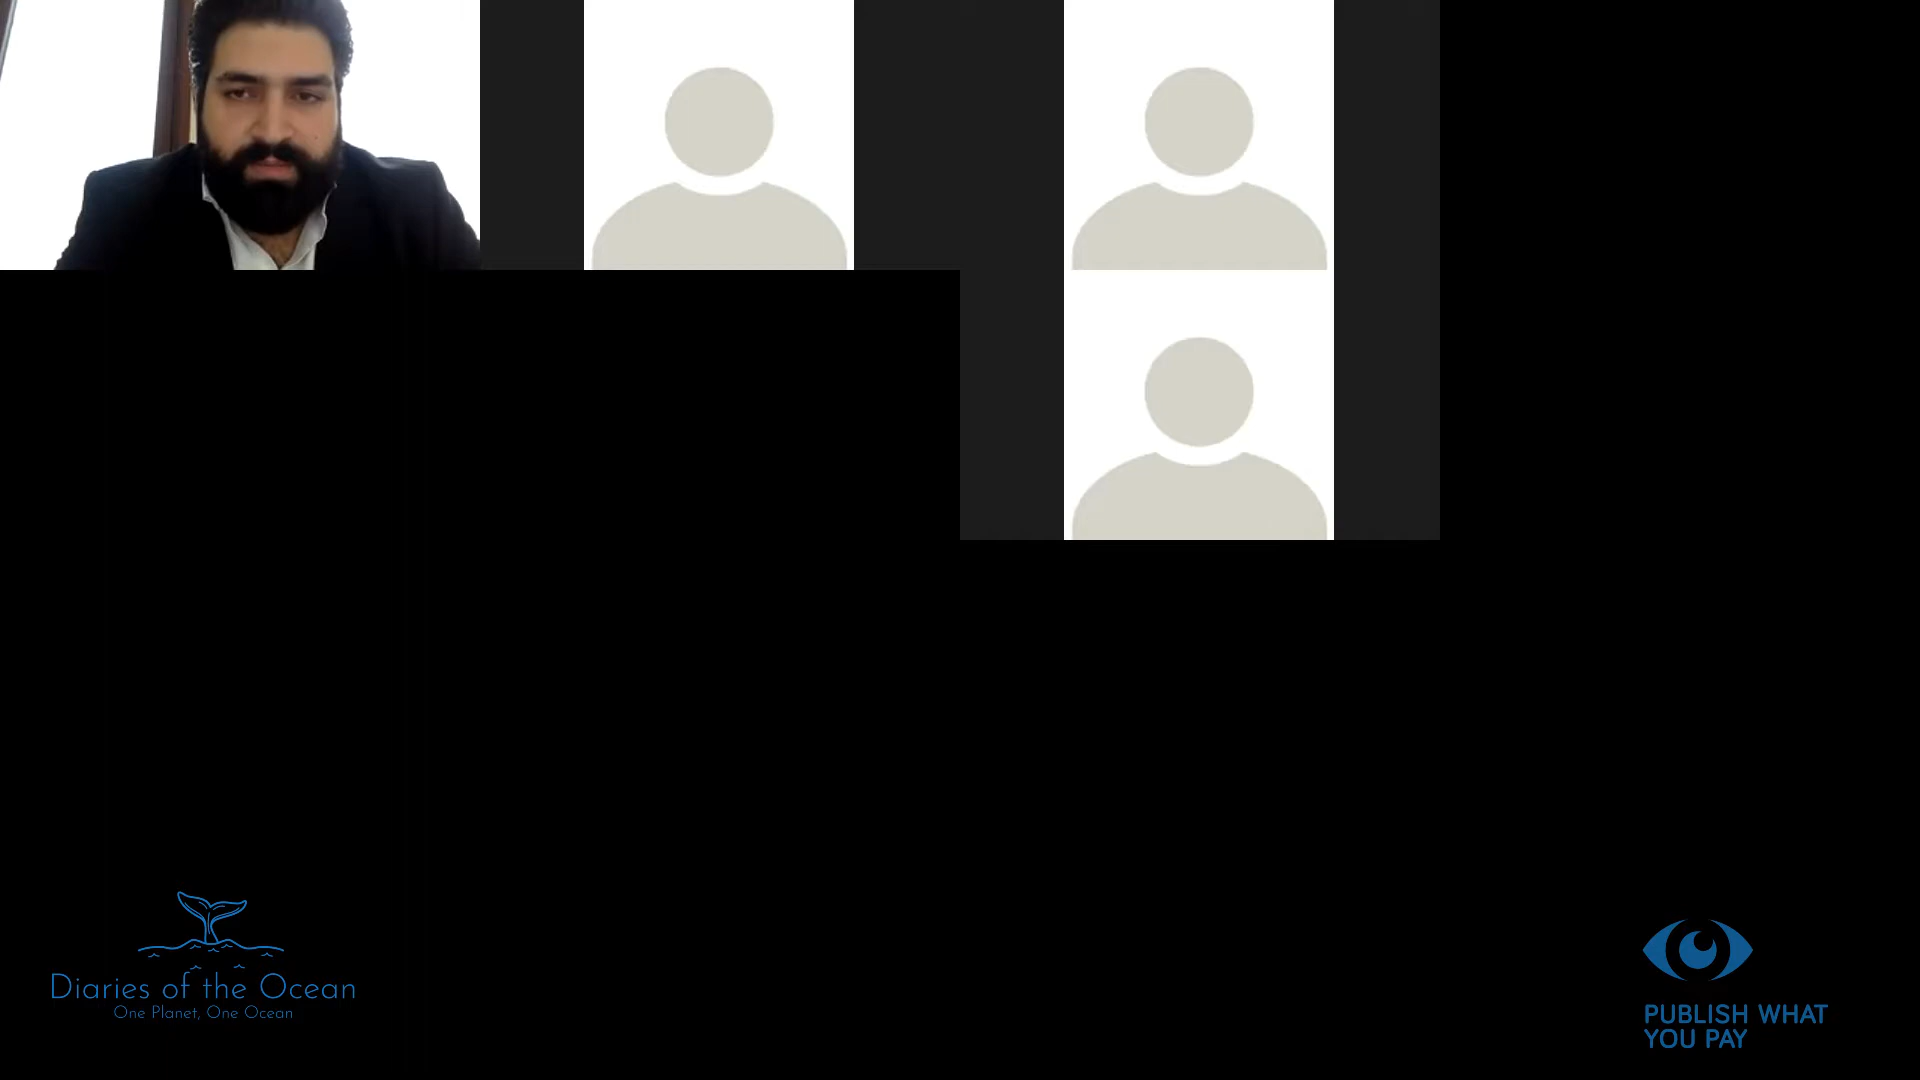 Diaries of the Ocean
One Planet, One Ocean
PUBLISH WHAT
YOU PAY